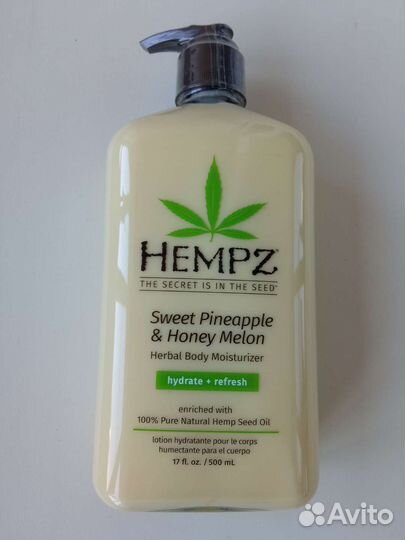 HEMPZ
THE SECRET IS IN THE SEED
Sweet Pineapple
& Honey Melon
Herbal Body Moisturizer
hydrate + refresh
enriched with
100% Pure Natural Hemp Seed Oil
lotion hydratante pour le corps
humectante para el cuerpo
17 fl. oz. / 500 mL
Avito